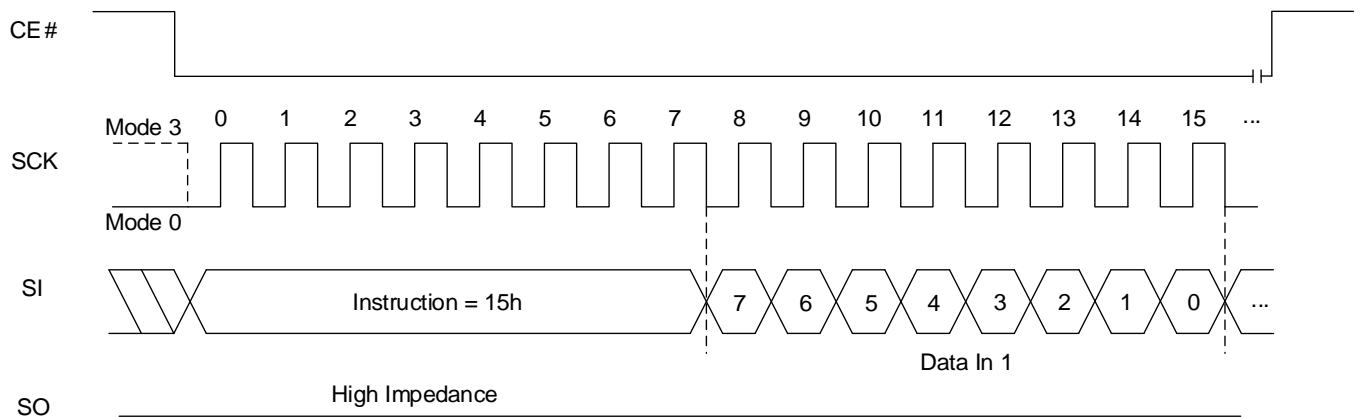 CE#
Mode 3 0 1 2 3 4 5 6 7 8 9 10 11 12 13 14 15 ...
SCK
Mode 0
SI Instruction = 15h 7 6 5 4 3 2 1 0 ...
Data In 1
High Impedance
SO